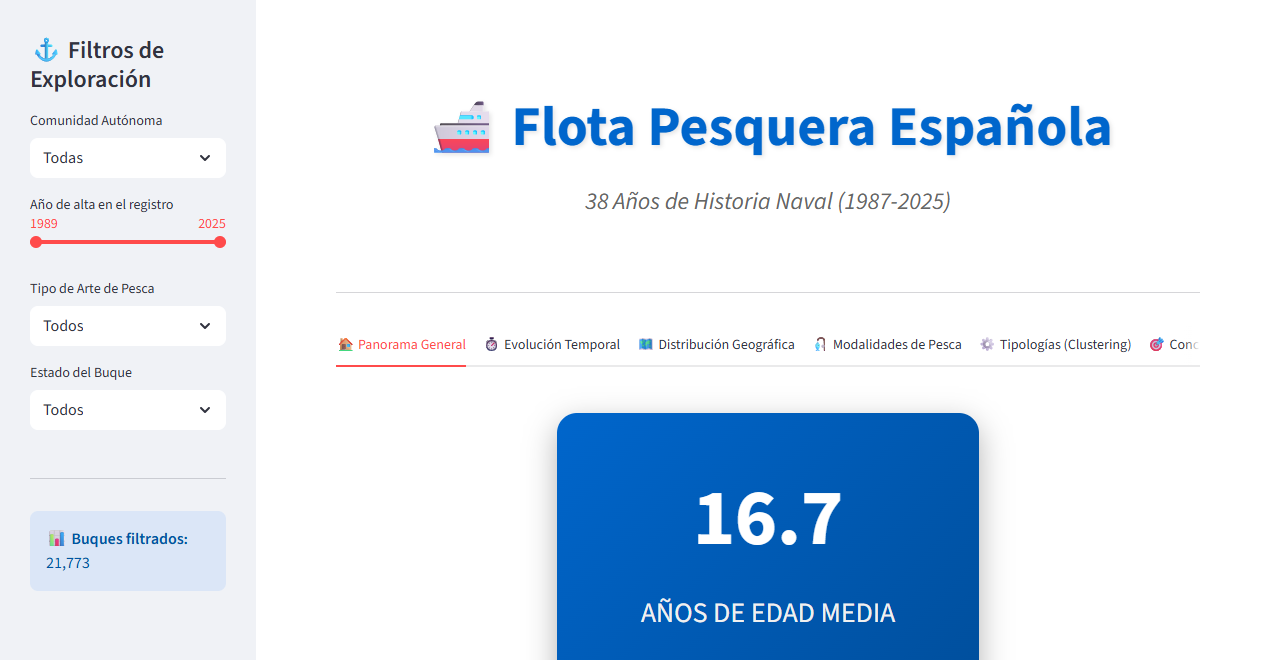 Filtros de
Exploración
Comunidad Autónoma
Todas
Año de alta en el registro
1989 2025
Tipo de Arte de Pesca
Todos
Estado del Buque
Todos
Buques filtrados:
21,773
Flota Pesquera Española
38 Años de Historia Naval (1987-2025)
Panorama General Evolución Temporal Distribución Geográfica Modalidades de Pesca Tipologías (Clustering)
16.7
AÑOS DE EDAD MEDIA